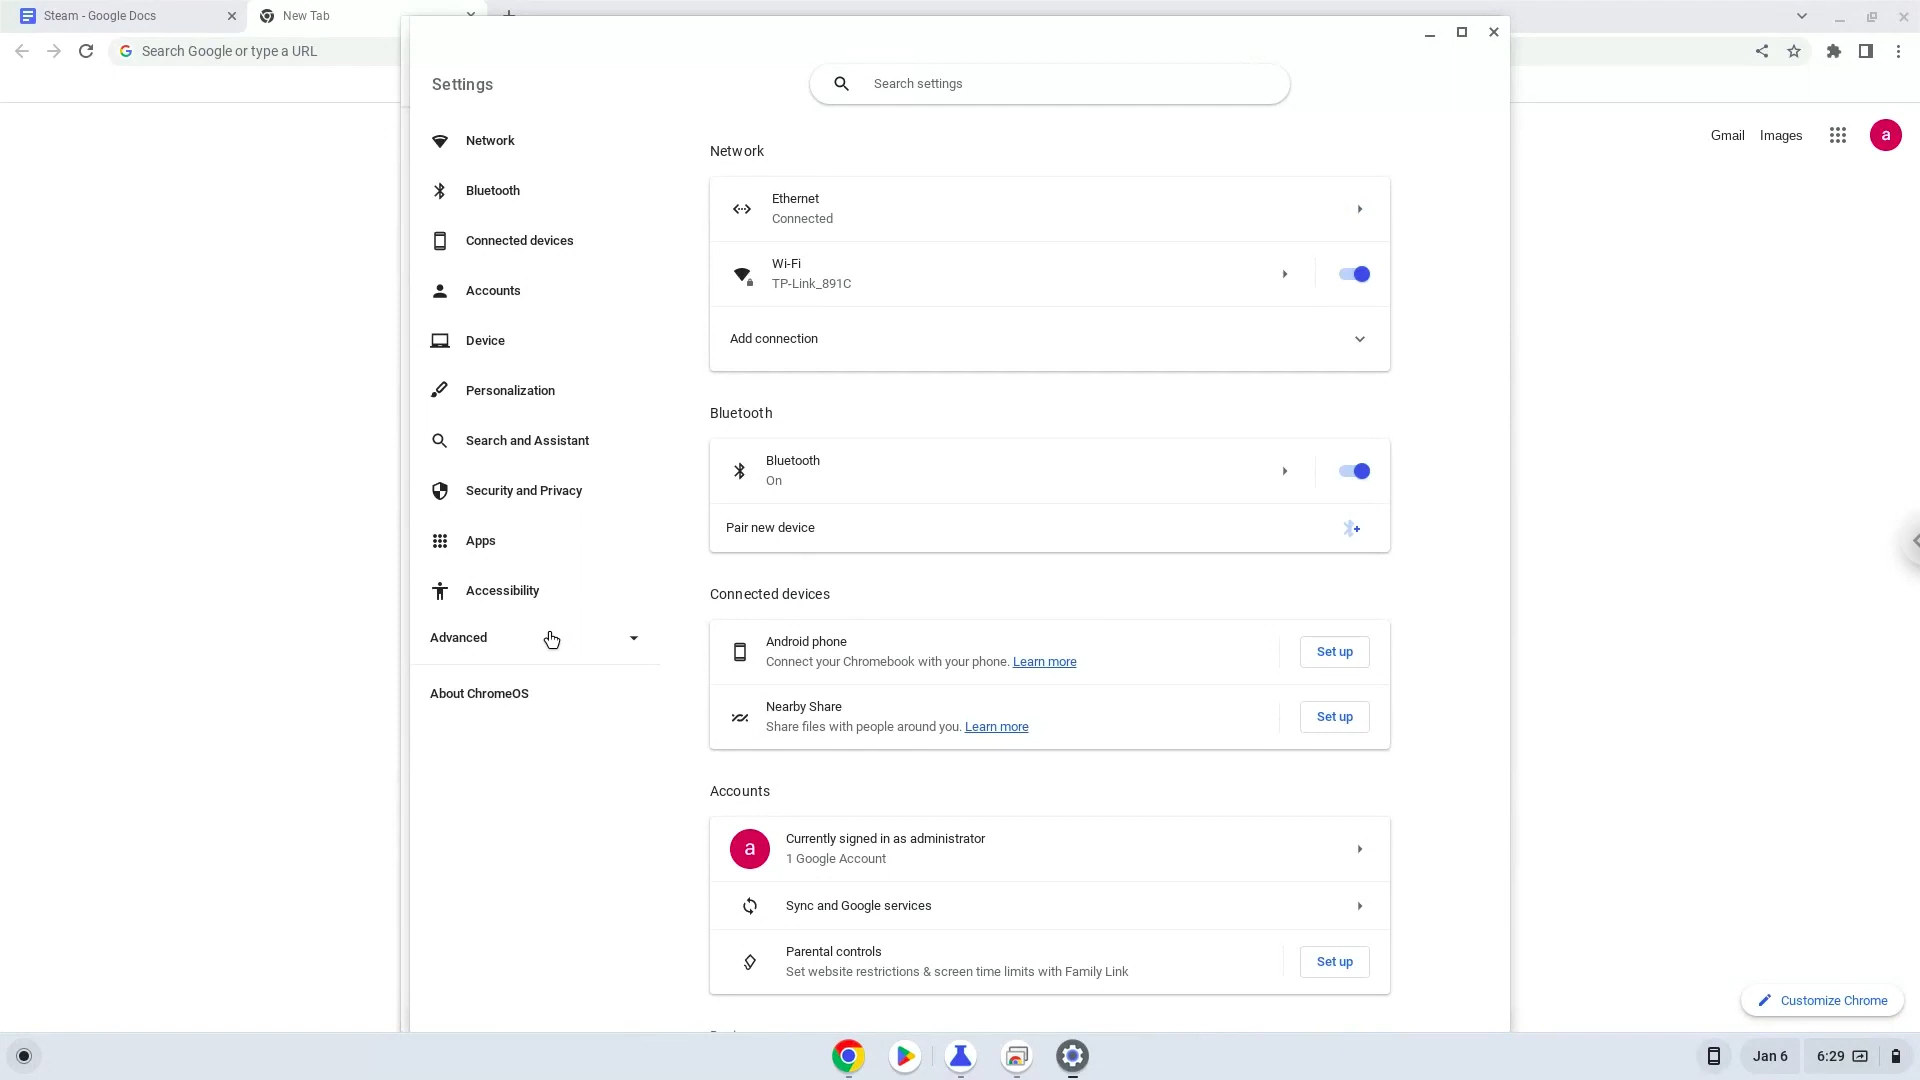 Steam - Google Docs
New Tab
Search Google or type a URL
Gmail
Images
a
Settings
Search settings
Network
Bluetooth
Connected devices
Accounts
Device
Personalization
Search and Assistant
Security and Privacy
Apps
Accessibility
Advanced
About ChromeOS
Network
Ethernet
Connected
Wi-Fi
TP-Link_891C
Add connection
Bluetooth
Bluetooth
On
Pair new device
Connected devices
Android phone
Connect your Chromebook with your phone. Learn more
Set up
Nearby Share
Share files with people around you. Learn more
Set up
Accounts
a
Currently signed in as administrator
1 Google Account
Sync and Google services
Parental controls
Set website restrictions & screen time limits with Family Link
Set up
Customize Chrome
Jan 6
6:29